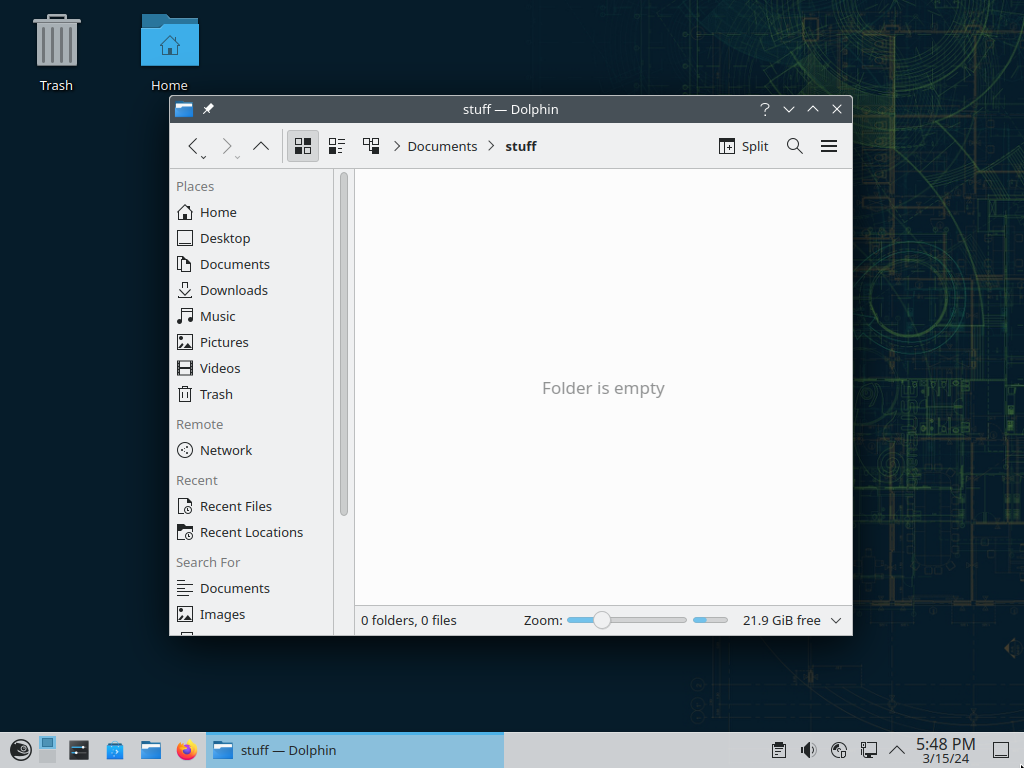 Trash
Home
stuff — Dolphin
Documents
stuff
Split
Places
Home
Desktop
Documents
Downloads
Music
Pictures
Videos
Trash
Remote
Network
Recent
Recent Files
Recent Locations
Search For
Documents
Images
Folder is empty
0 folders, 0 files
Zoom:
21.9 GiB free
stuff — Dolphin
5:48 PM
3/15/24